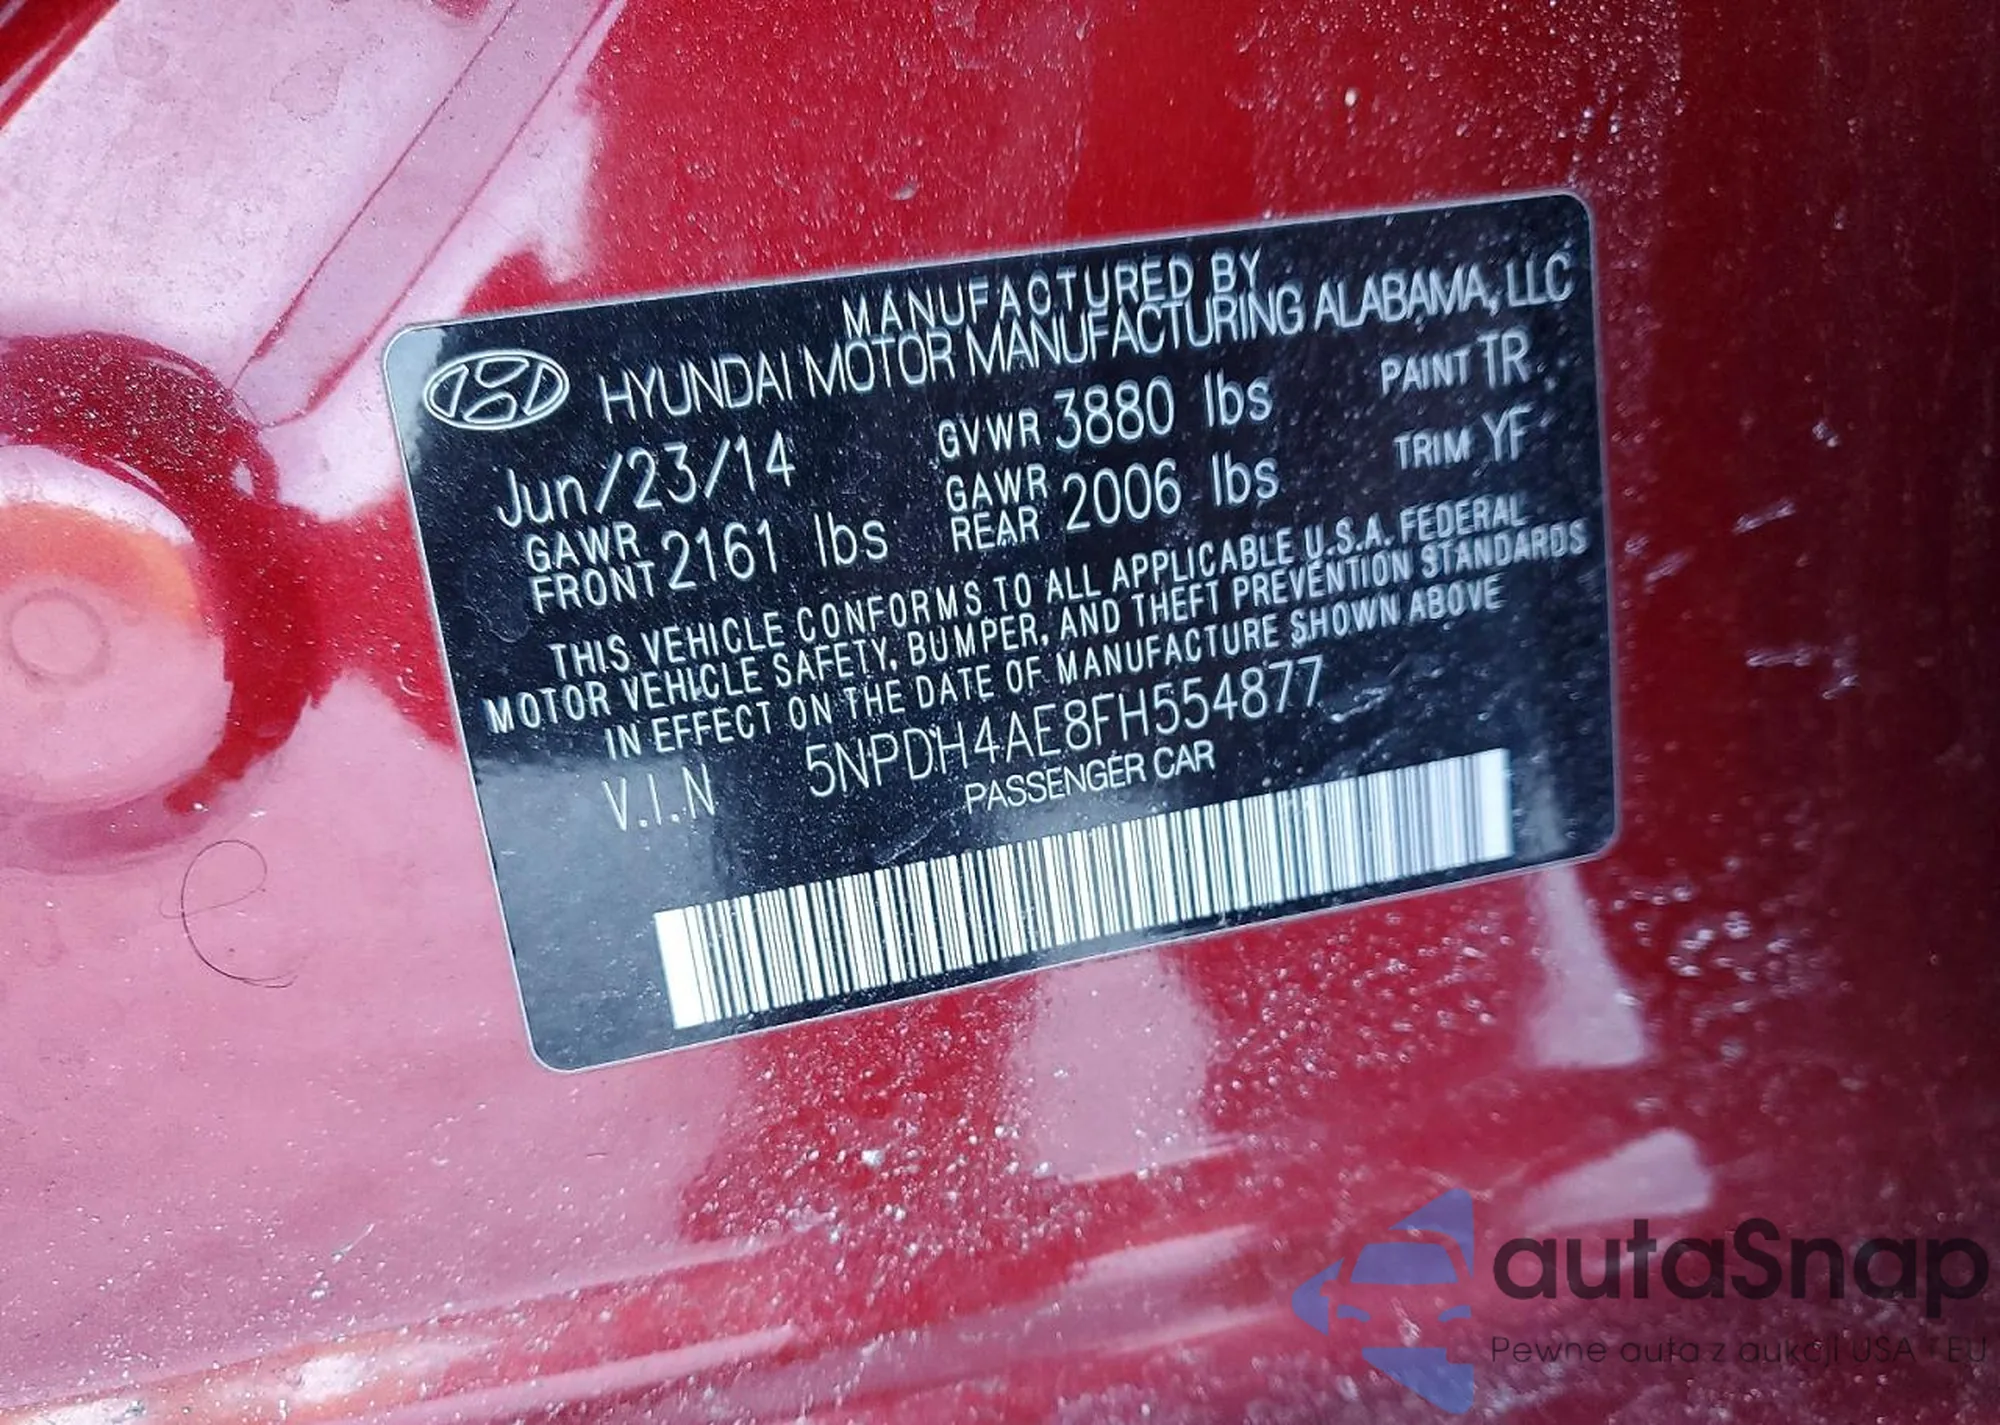 MANUFACTURED BY
HYUNDAI MOTOR MANUFACTURING ALABAMA, LLC
Jun/23/14 GVWR 3880 lbs PAINT TR
GAWR FRONT 2161 lbs GAWR REAR 2006 lbs TRIM YF
THIS VEHICLE CONFORMS TO ALL APPLICABLE U.S.A. FEDERAL
MOTOR VEHICLE SAFETY, BUMPER, AND THEFT PREVENTION STANDARDS
IN EFFECT ON THE DATE OF MANUFACTURE SHOWN ABOVE
V.I.N 5NPDH4AE8FH554877
PASSENGER CAR
autaSnap
Pewne auta z aukcji USA i EU